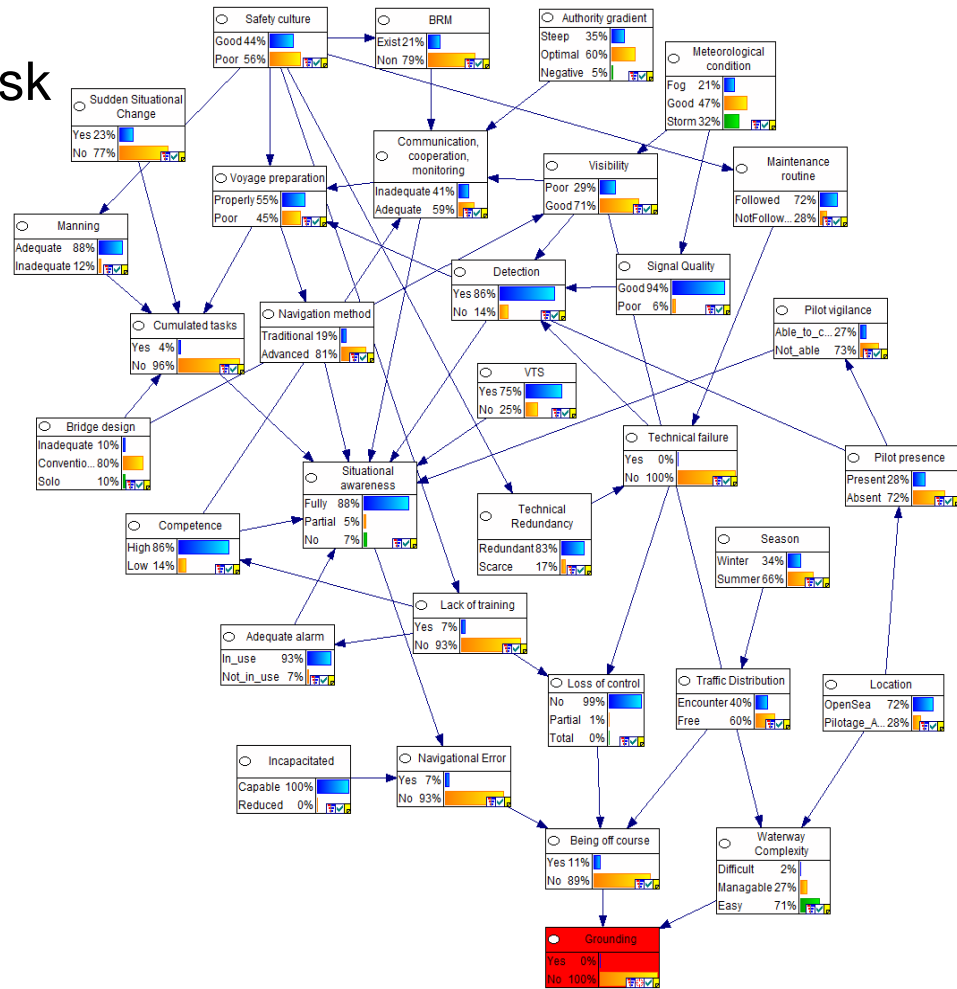 sk
Safety culture
Good 44%
Poor 56%
BRM
Exist 21%
Non 79%
Authority gradient
Steep 35%
Optimal 60%
Negative 5%
Meteorological
condition
Fog 21%
Good 47%
Storm 32%
Sudden Situational
Change
Yes 23%
No 77%
Communication,
cooperation,
monitoring
Inadequate 41%
Adequate 59%
Visibility
Poor 29%
Good 71%
Maintenance
routine
Followed 72%
NotFollow... 28%
Voyage preparation
Properly 55%
Poor 45%
Manning
Adequate 88%
Inadequate 12%
Detection
Yes 86%
No 14%
Signal Quality
Good 94%
Poor 6%
Pilot vigilance
Able_to_c... 27%
Not_able 73%
Cumulated tasks
Yes 4%
No 96%
Navigation method
Traditional 19%
Advanced 81%
VTS
Yes 75%
No 25%
Bridge design
Inadequate 10%
Conventio... 80%
Solo 10%
Technical failure
Yes 0%
No 100%
Pilot presence
Present 28%
Absent 72%
Situational
awareness
Fully 88%
Partial 5%
No 7%
Technical
Redundancy
Redundant 83%
Scarce 17%
Competence
High 86%
Low 14%
Season
Winter 34%
Summer 66%
Lack of training
Yes 7%
No 93%
Adequate alarm
In_use 93%
Not_in_use 7%
Loss of control
No 99%
Partial 1%
Total 0%
Traffic Distribution
Encounter 40%
Free 60%
Location
OpenSea 72%
Pilotage_A... 28%
Incapacitated
Capable 100%
Reduced 0%
Navigational Error
Yes 7%
No 93%
Being off course
Yes 11%
No 89%
Waterway
Complexity
Difficult 2%
Managable 27%
Easy 71%
Grounding
Yes 0%
No 100%